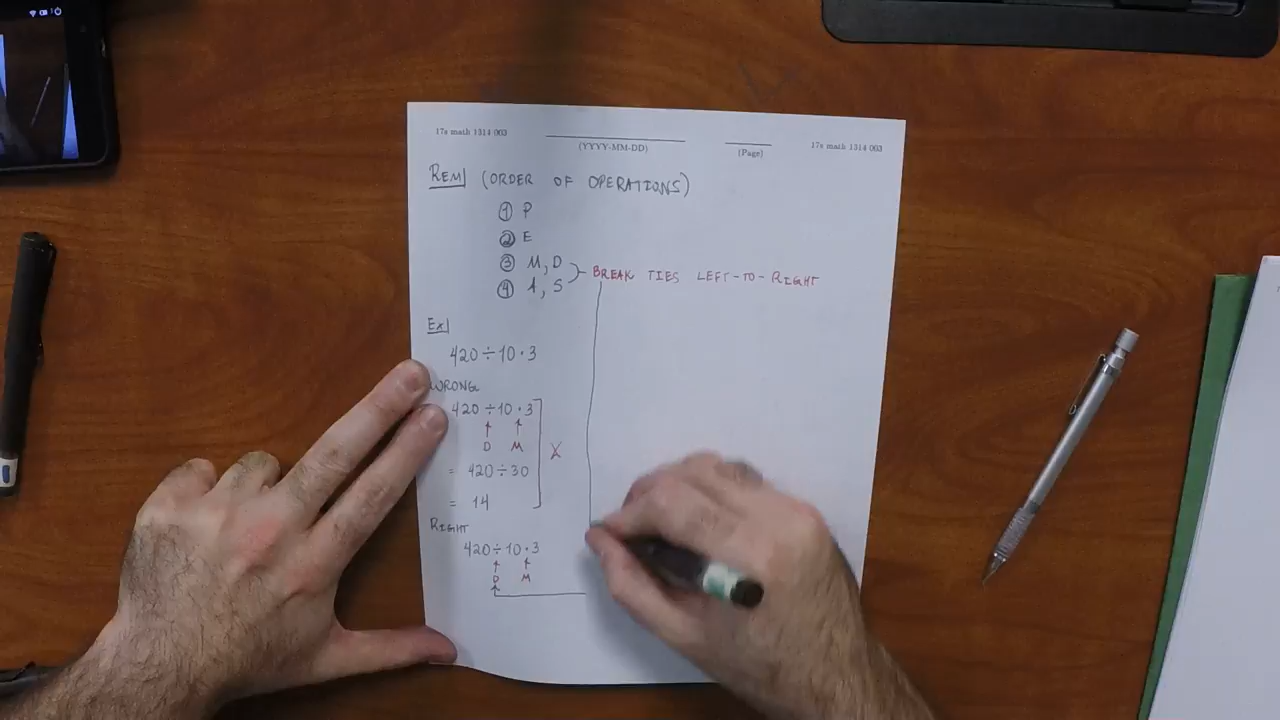 17s math 1314 003
(YYYY-MM-DD)
(Page)
17s math 1314 003
REM (ORDER OF OPERATIONS)
① P
② E
③ M, D
④ A, S
BREAK TIES LEFT-TO-RIGHT
EX
420 ÷ 10 · 3
WRONG
420 ÷ 10 · 3
D M
= 420 ÷ 30
= 14
X
RIGHT
420 ÷ 10 · 3
D M